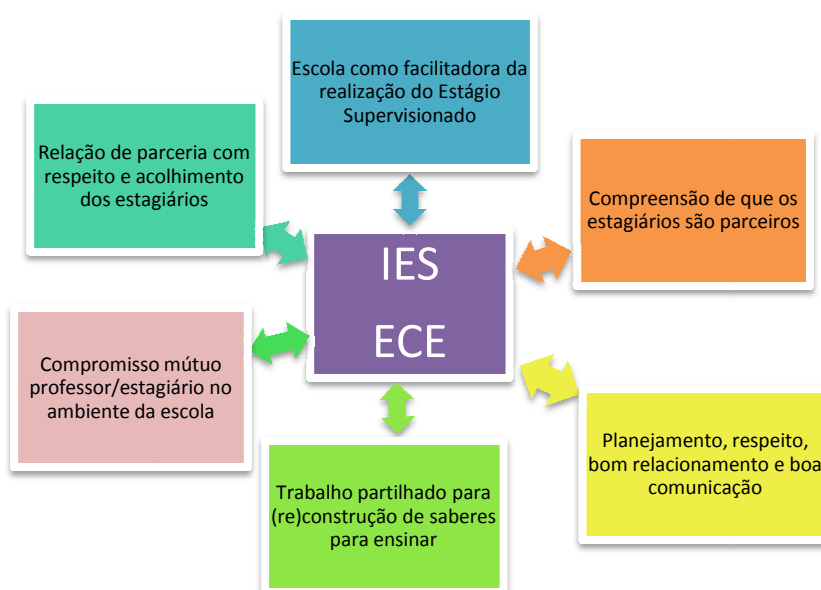 Escola como facilitadora da
realização do Estágio
Supervisionado
Relação de parceria com
respeito e acolhimento
dos estagiários
Compreensão de que os
estagiários são parceiros
IES
ECE
Compromisso mútuo
professor/estagiário no
ambiente da escola
Planejamento, respeito,
bom relacionamento e boa
comunicação
Trabalho partilhado para
(re)construção de saberes
para ensinar